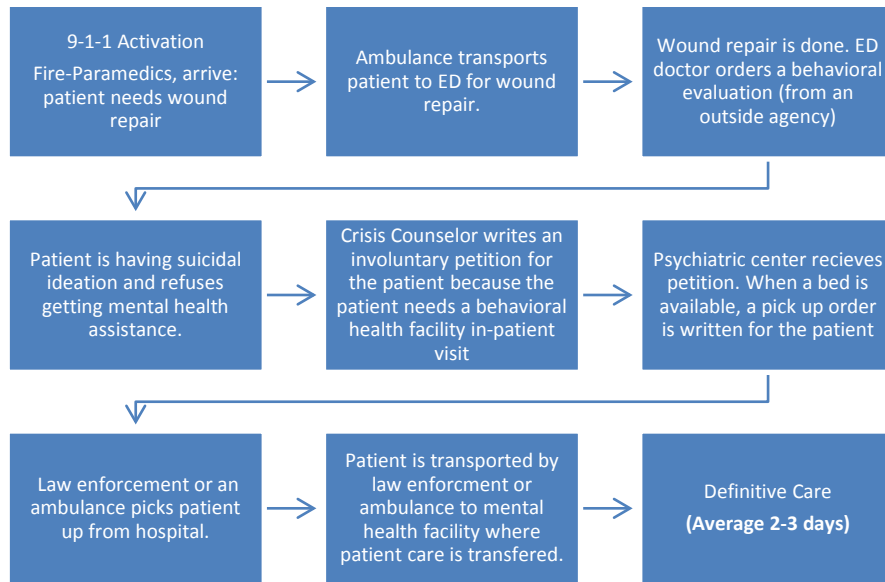 9-1-1 Activation
Fire-Paramedics, arrive:
patient needs wound
repair
Ambulance transports
patient to ED for wound
repair.
Wound repair is done. ED
doctor orders a behavioral
evaluation (from an
outside agency)
Patient is having suicidal
ideation and refuses
getting mental health
assistance.
Crisis Counselor writes an
involuntary petition for
the patient because the
patient needs a behavioral
health facility in-patient
visit
Psychiatric center recieves
petition. When a bed is
available, a pick up order
is written for the patient
Law enforcement or an
ambulance picks patient
up from hospital.
Patient is transported by
law enforcment or
ambulance to mental
health facility where
patient care is transfered.
Definitive Care
(Average 2-3 days)